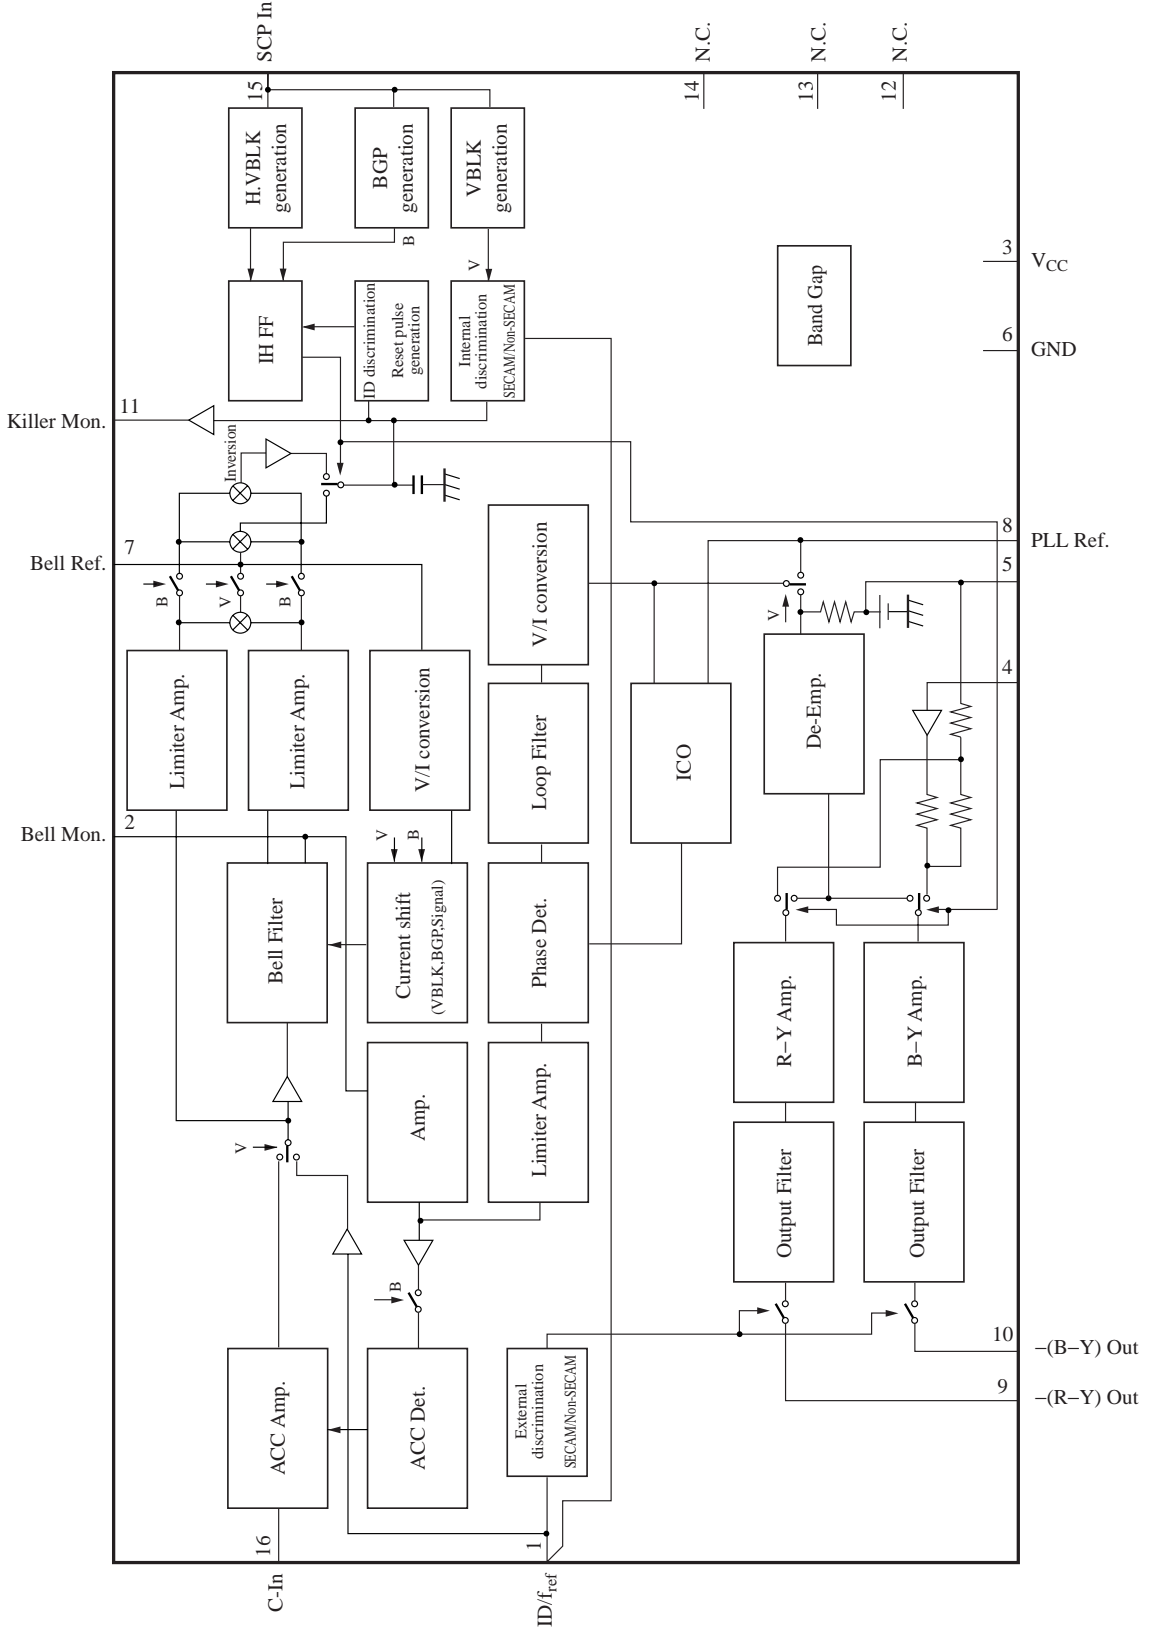 SCP In
N.C.
N.C.
N.C.
15
14
13
12
H.VBLK
generation
BGP
generation
VBLK
generation
B
V
3
VCC
Band Gap
IH FF
ID discrimination
Reset pulse
generation
Internal
discrimination
SECAM/Non-SECAM
6
GND
Killer Mon.
11
Inversion
7
Bell Ref.
B
V
B
8
PLL Ref.
5
V
4
V/I conversion
Limiter Amp.
Limiter Amp.
V/I conversion
Loop Filter
ICO
De-Emp.
2
Bell Mon.
V
B
Bell Filter
Current shift
(VBLK,BGP,Signal)
Phase Det.
R–Y Amp.
B–Y Amp.
Amp.
Limiter Amp.
V
Output Filter
Output Filter
B
10
–(B–Y) Out
9
–(R–Y) Out
ACC Amp.
ACC Det.
External
discrimination
SECAM/Non-SECAM
16
1
C-In
ID/fref